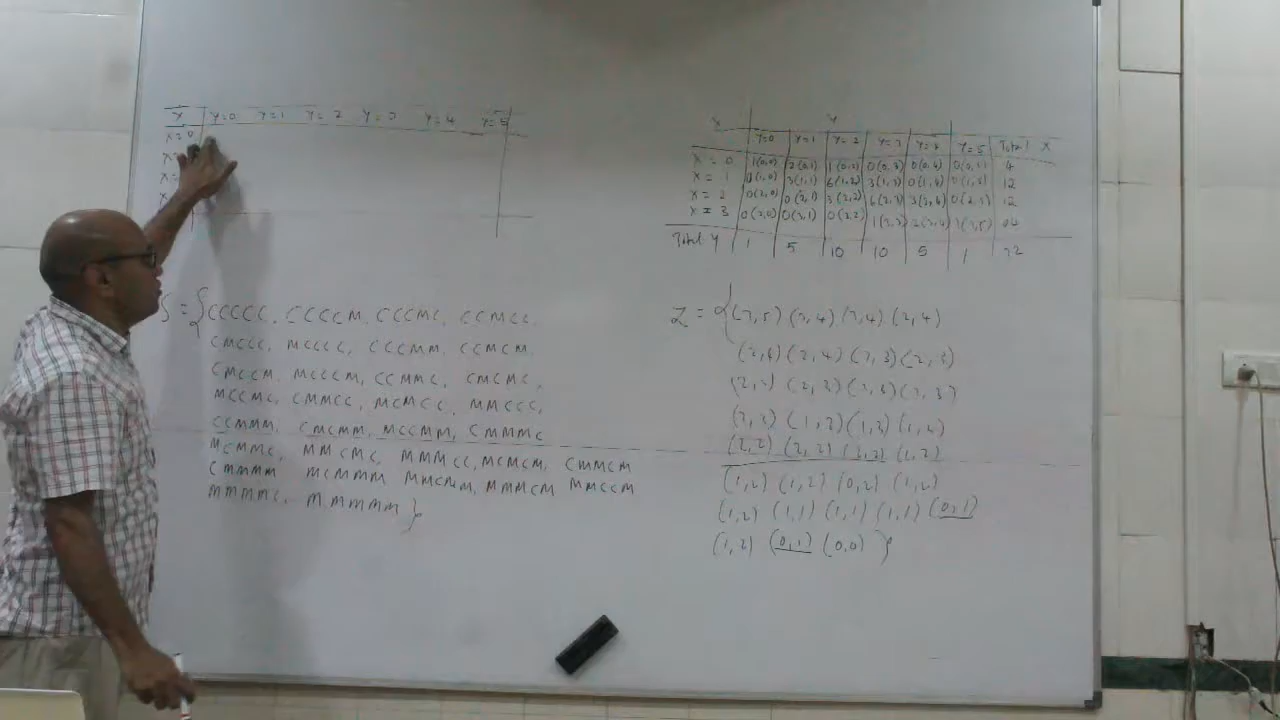 X Y=0 Y=1 Y=2 Y=3 Y=4 Y=5
X=0
X Y
Y=0 Y=1 Y=2 Y=3 Y=4 Y=5 Total X
X = 0 1(0,0) 2(0,1) 1(0,2) 0(0,3) 0(0,4) 0(0,5) 4
X = 1 0(1,0) 3(1,1) 6(1,2) 3(1,3) 0(1,4) 0(1,5) 12
X = 2 0(2,0) 0(2,1) 3(2,2) 6(2,3) 3(2,4) 0(2,5) 12
X = 3 0(3,0) 0(3,1) 0(3,2) 1(3,3) 2(3,4) 1(3,5) 04
Total Y 1 5 10 10 5 1 32
S = {CCCCC, CCCCM, CCCMC, CCMCC,
CMCCC, MCCCC, CCCMM, CCMCM,
CMCCM, MCCCM, CCMMC, CMCMC,
MCCMC, CMMCC, MCMCC, MMCCC,
CCMMM, CMCMM, MCCMM, CMMMC
MCMMC, MMCMC, MMMCC, MCMCM, CMMCM
CMMMM MCMMM MMCMM, MMMCM MMCCM
MMMMC, MMMMM}
Z = {(3,5) (3,4) (3,4) (2,4)
(2,4) (2,4) (3,3) (2,3)
(2,3) (2,3) (2,3) (1,3)
(1,2) (1,2) (1,2)
(2,2) (2,2) (1,2)
(1,2) (1,2) (0,2) (1,2)
(1,2) (1,1) (1,1) (1,1) (0,1)
(1,2) (0,1) (0,0) }